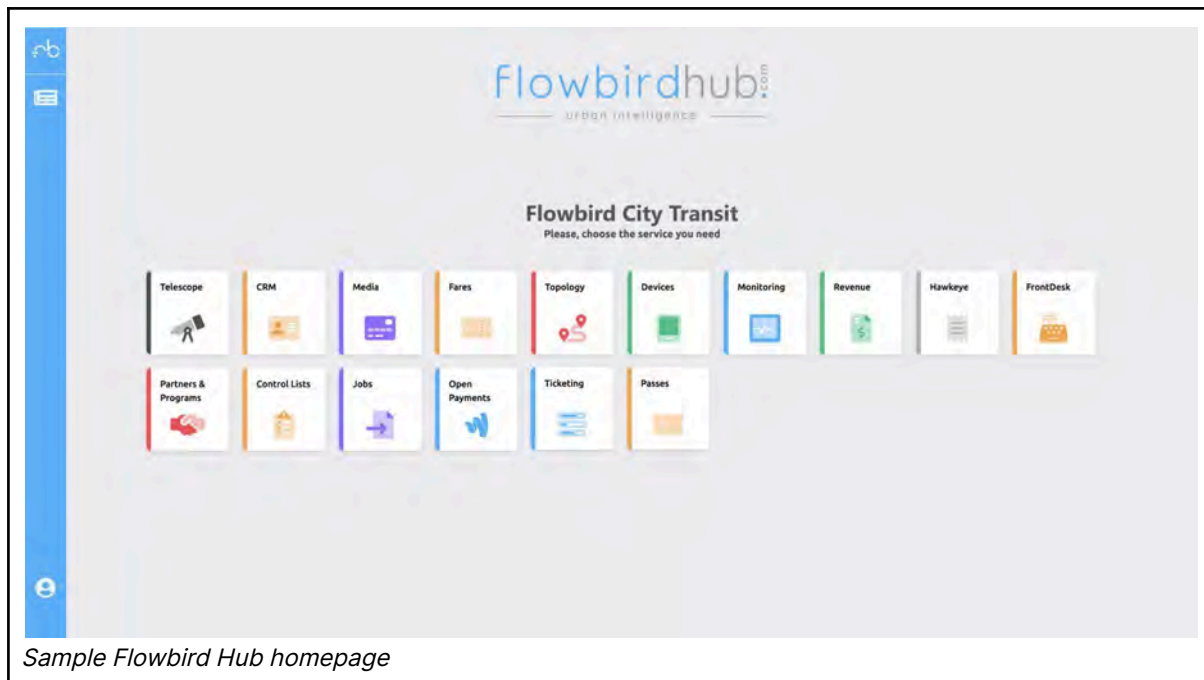 rb
flowbirdhub.com
urban intelligence
Flowbird City Transit
Please, choose the service you need
Telescope
CRM
Media
Fares
Topology
Devices
Monitoring
Revenue
Hawkeye
FrontDesk
Partners &
Programs
Control Lists
Jobs
Open
Payments
Ticketing
Passes
Sample Flowbird Hub homepage